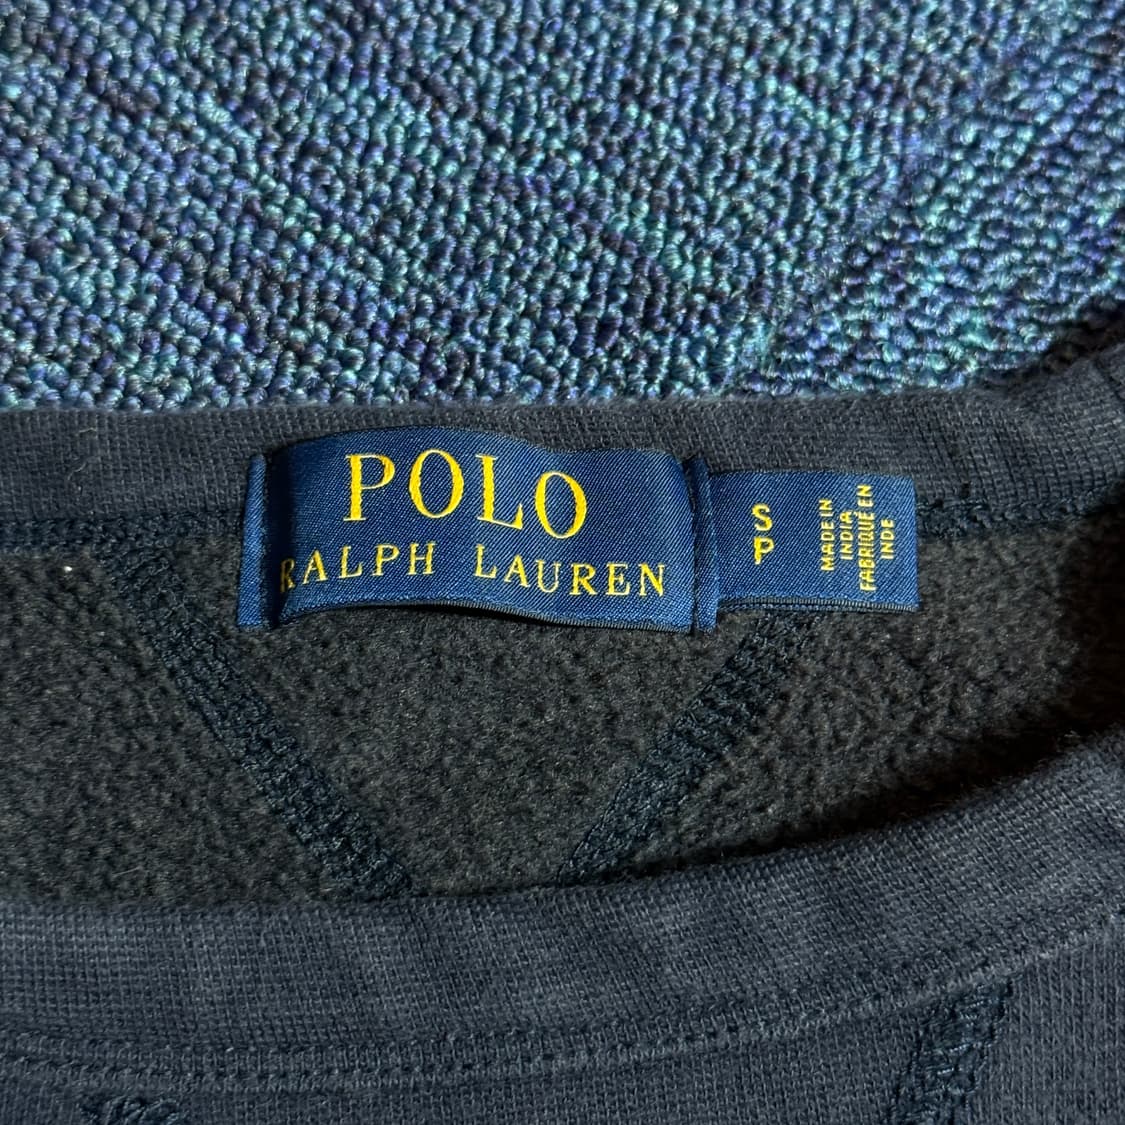 POLO
RALPH LAUREN
S
P
MADE IN
INDIA
FABRIQUÉ EN
INDE